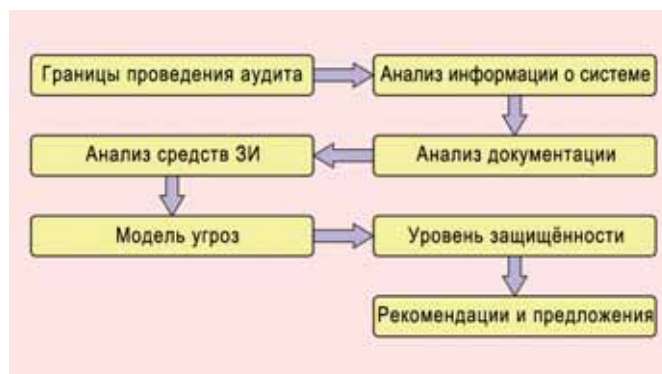 Границы проведения аудита
Анализ информации о системе
Анализ документации
Анализ средств ЗИ
Модель угроз
Уровень защищённости
Рекомендации и предложения